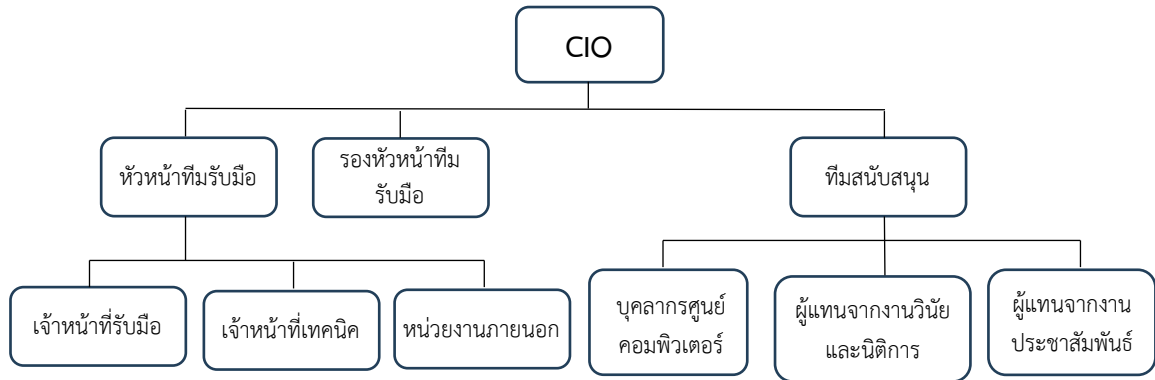 CIO
หัวหน้าทีมรับมือ
รองหัวหน้าทีม
รับมือ
ทีมสนับสนุน
เจ้าหน้าที่รับมือ
เจ้าหน้าที่เทคนิค
หน่วยงานภายนอก
บุคลากรศูนย์
คอมพิวเตอร์
ผู้แทนจากงานวินัย
และนิติการ
ผู้แทนจากงาน
ประชาสัมพันธ์